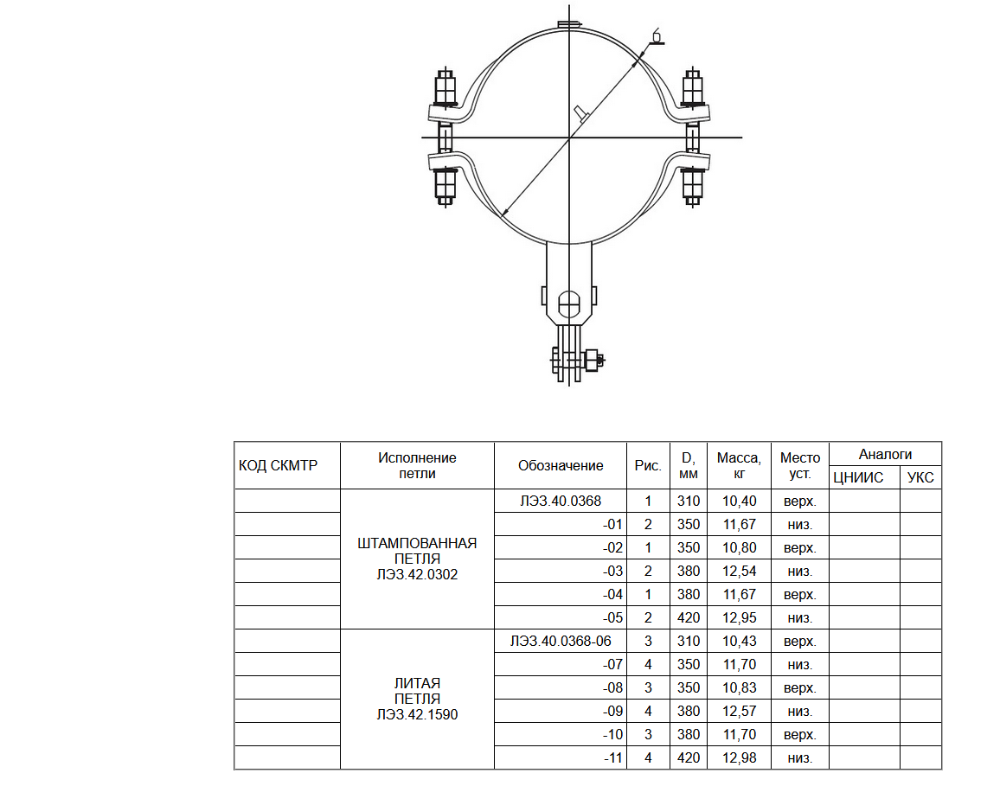 6
Д
КОД СКМТР Исполнение петли Обозначение Рис. D, мм Масса, кг Место уст. Аналоги
ЦНИИС УКС
ШТАМПОВАННАЯ
ПЕТЛЯ
ЛЭЗ.42.0302
ЛЭЗ.40.0368 1 310 10,40 верх.
-01 2 350 11,67 низ.
-02 1 350 10,80 верх.
-03 2 380 12,54 низ.
-04 1 380 11,67 верх.
-05 2 420 12,95 низ.
ЛИТАЯ
ПЕТЛЯ
ЛЭЗ.42.1590
ЛЭЗ.40.0368-06 3 310 10,43 верх.
-07 4 350 11,70 низ.
-08 3 350 10,83 верх.
-09 4 380 12,57 низ.
-10 3 380 11,70 верх.
-11 4 420 12,98 низ.